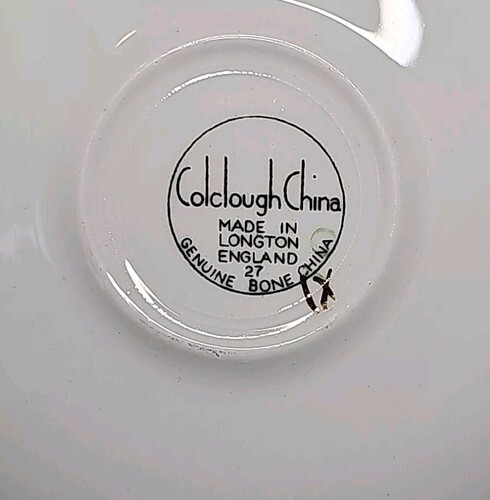 Colclough China
MADE IN
LONGTON
ENGLAND
27
GENUINE BONE CHINA